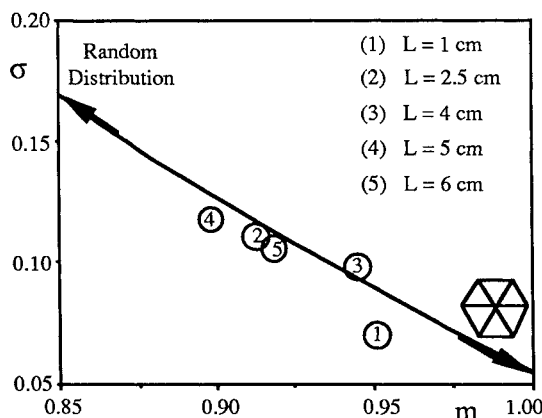 0.20
Random
Distribution
σ
(1) L = 1 cm
(2) L = 2.5 cm
(3) L = 4 cm
(4) L = 5 cm
(5) L = 6 cm
0.15
4
2
5
3
0.10
1
0.05
0.85
0.90
0.95
m
1.00